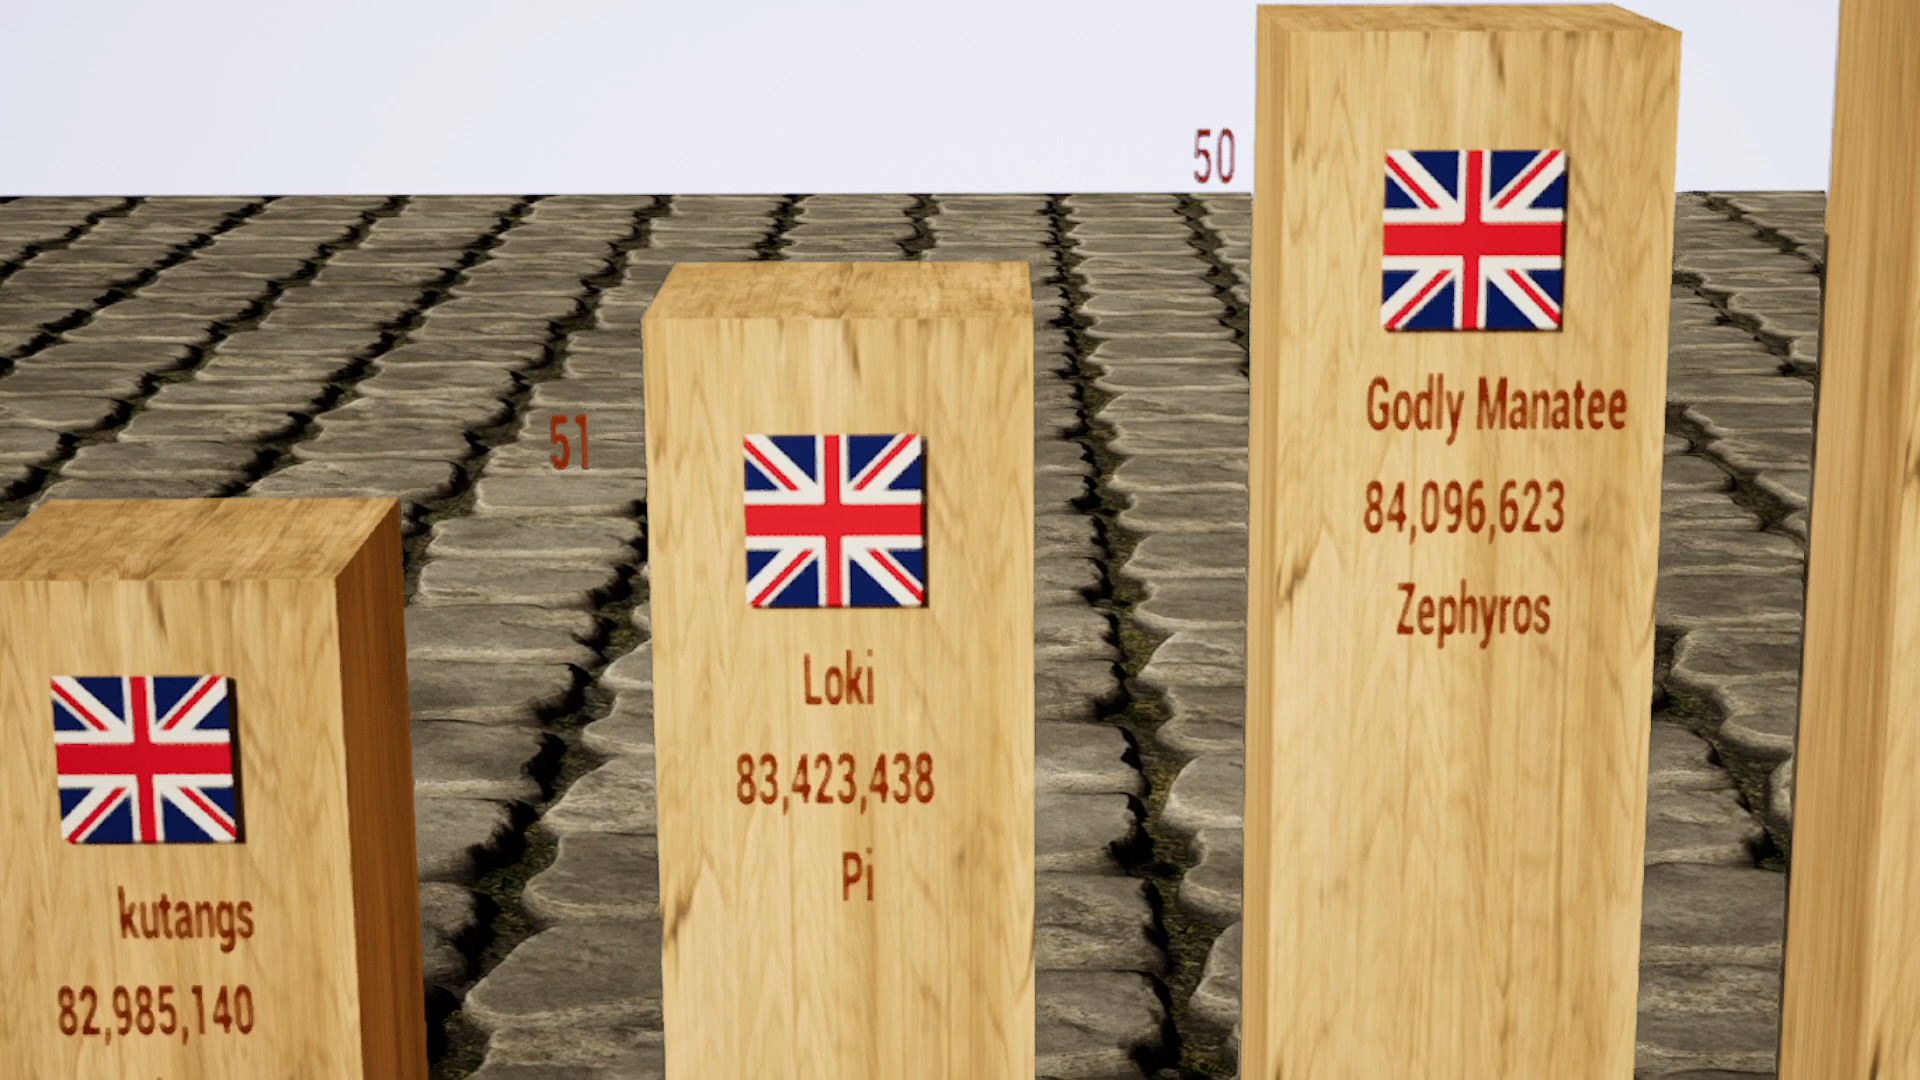 50
Godly Manatee
84,096,623
Zephyros
51
Loki
83,423,438
Pi
kutangs
82,985,140